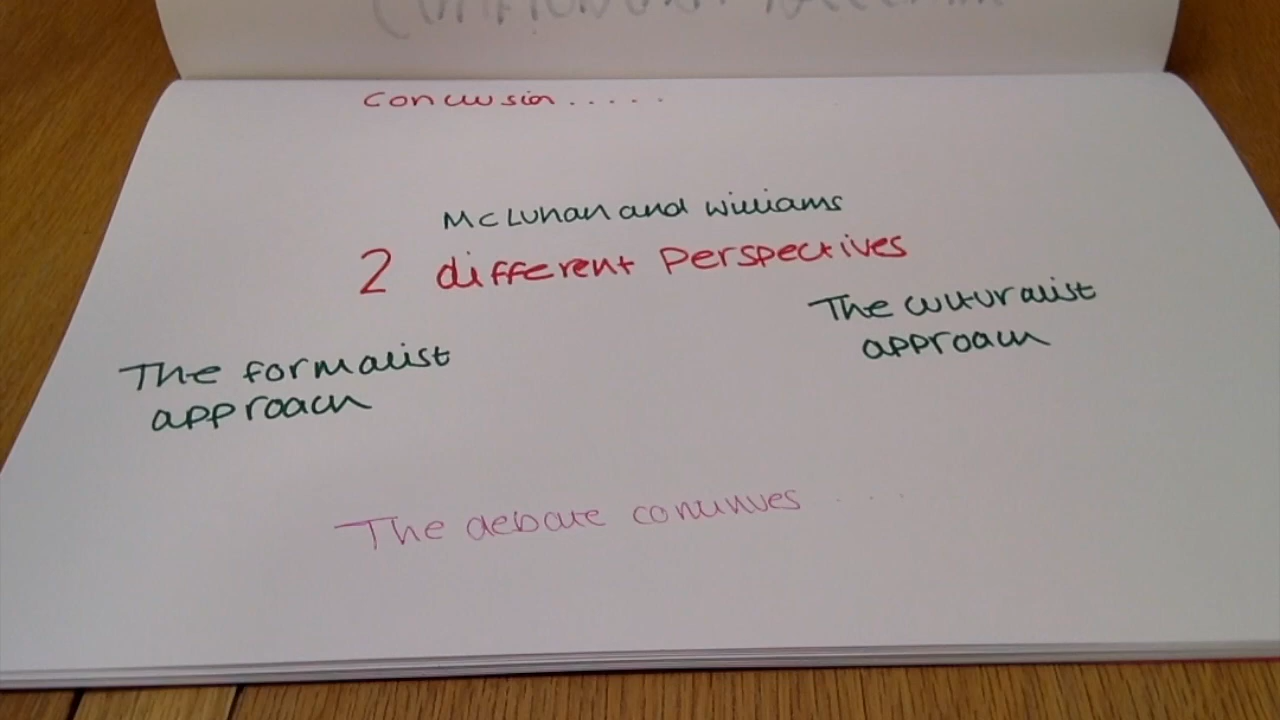 Conclusion.....
McLuhan and Williams
2 different perspectives
The culturalist
approach
The formalist
approach
The debate continues....